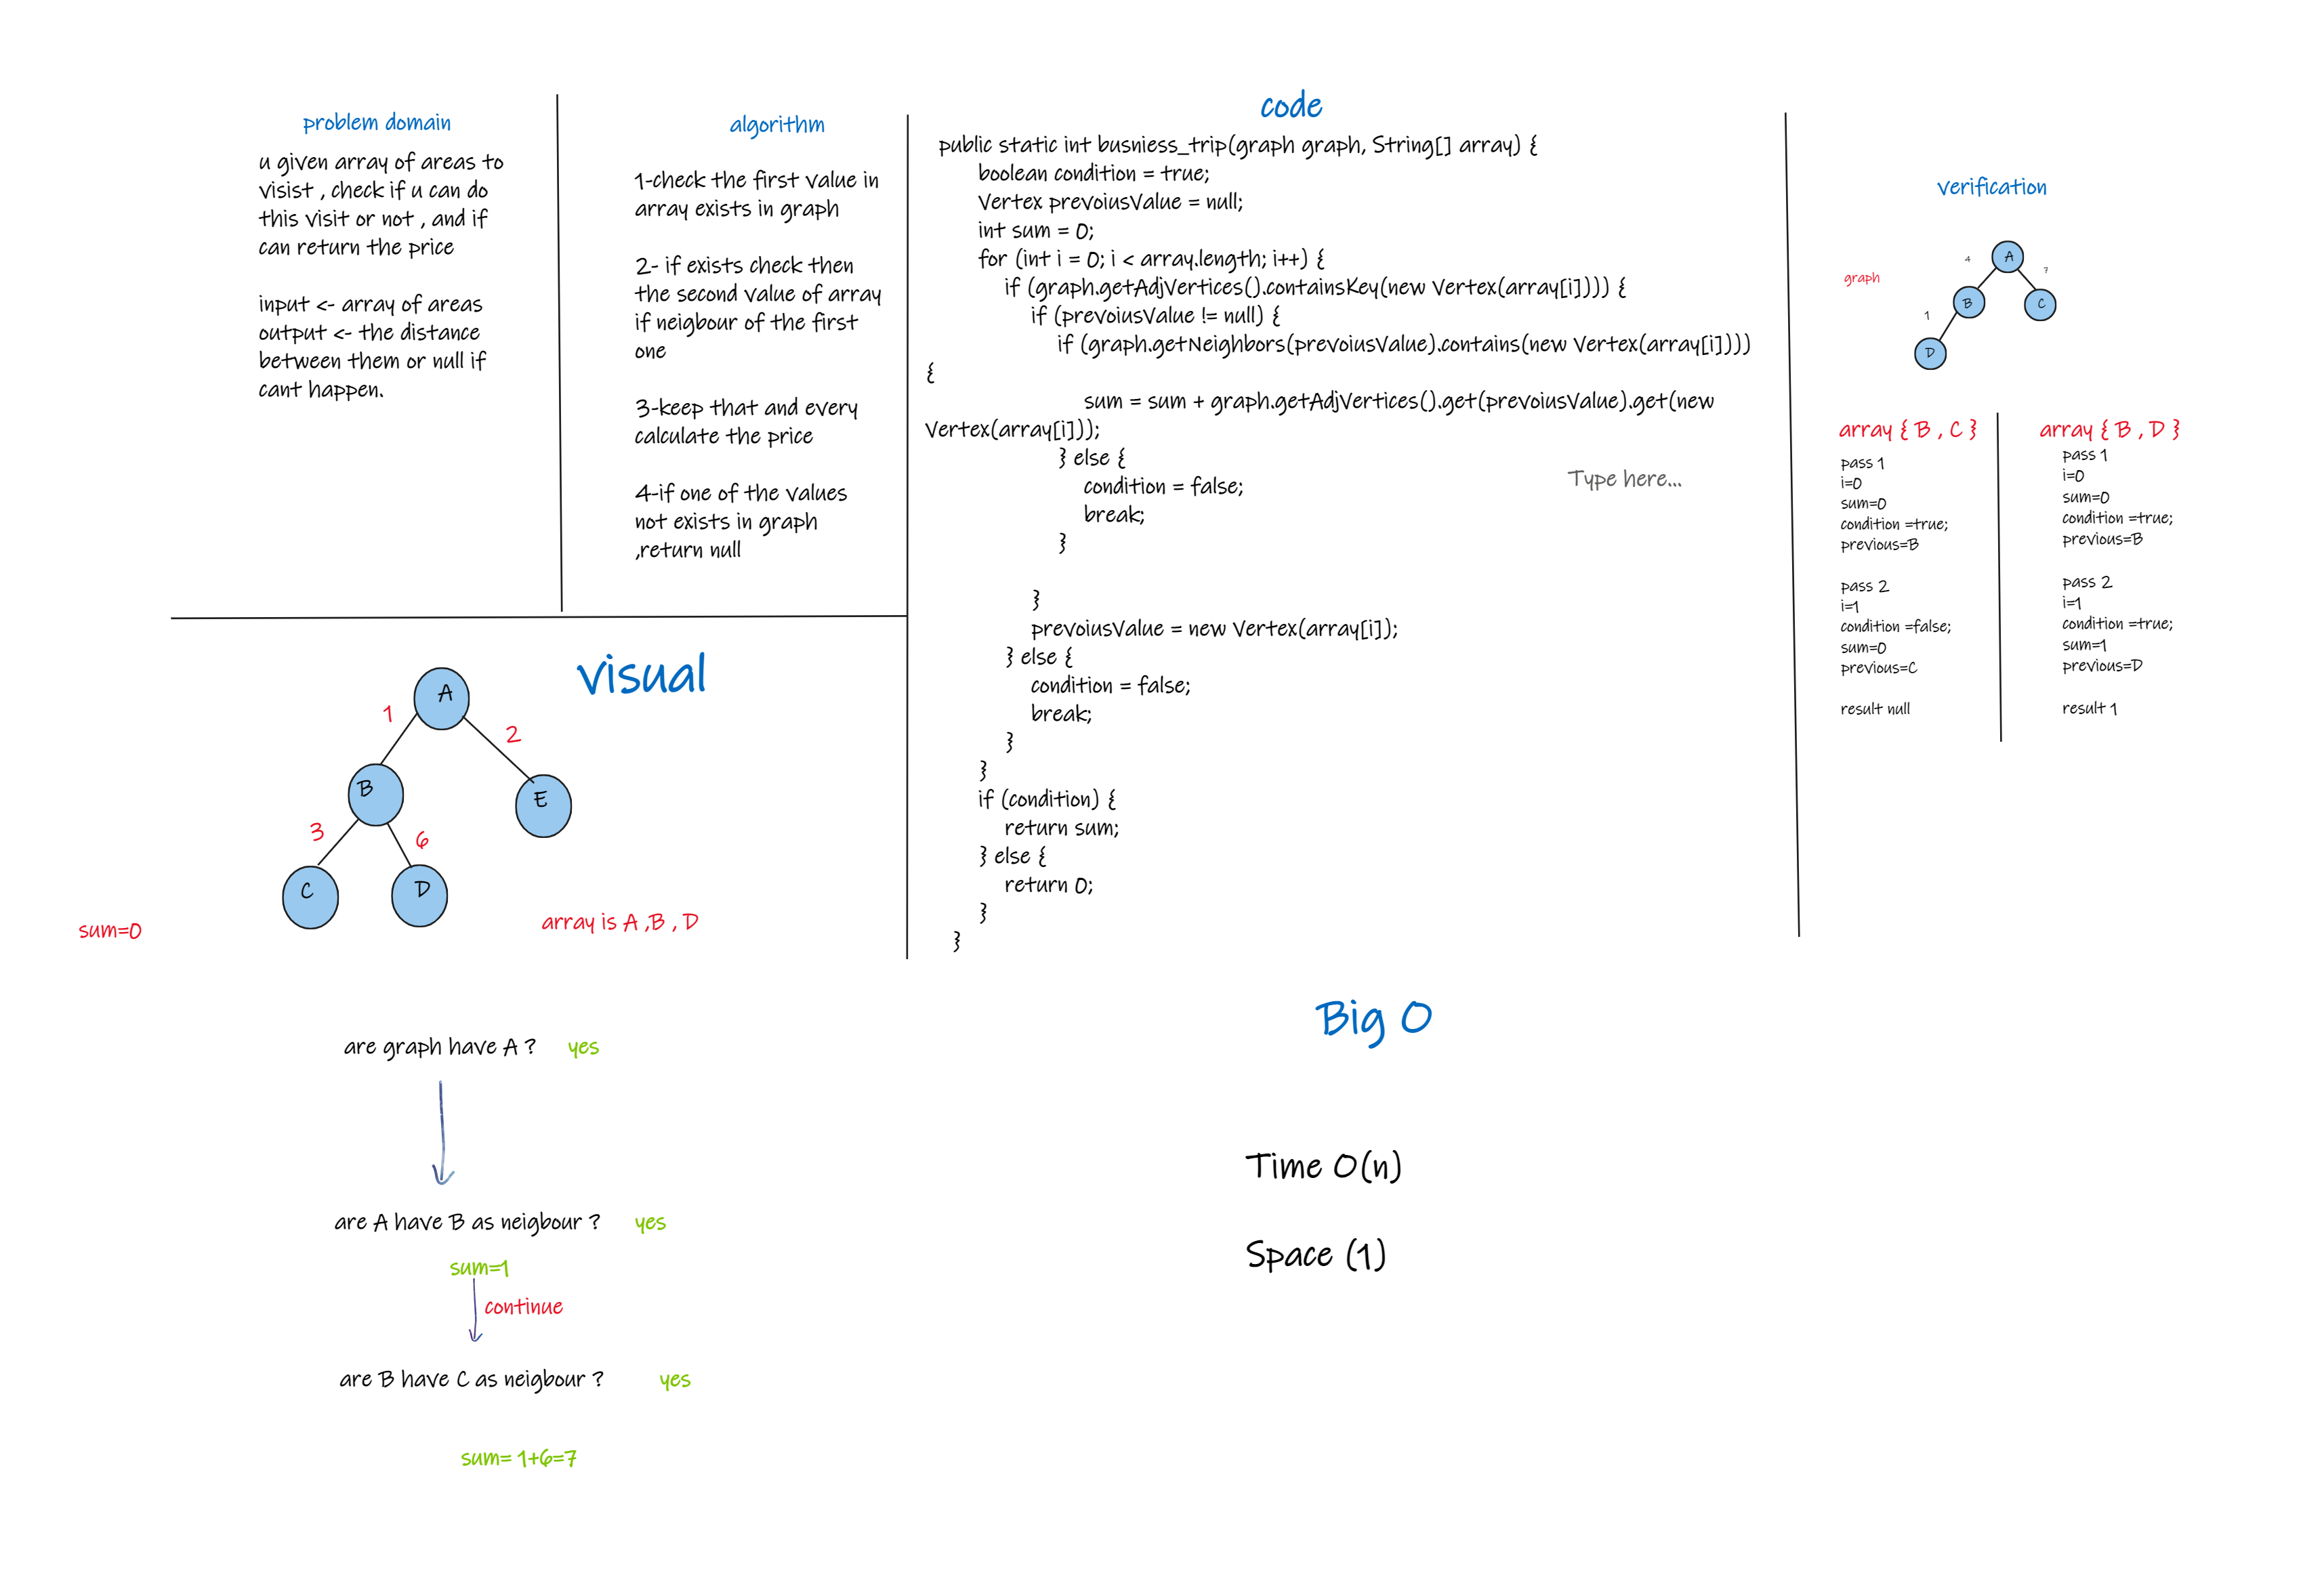 problem domain
u given array of areas to
visist , check if u can do
this visit or not , and if
can return the price
input <- array of areas
output <- the distance
between them or null if
cant happen.
algorithm
1-check the first value in
array exists in graph
2- if exists check then
the second value of array
if neigbour of the first
one
3-keep that and every
calculate the price
4-if one of the values
not exists in graph
,return null
visual
A
1
2
B
E
3
6
C
D
sum=0
array is A ,B , D
are graph have A ? yes
are A have B as neigbour ? yes
sum=1
continue
are B have C as neigbour ? yes
sum= 1+6=7
code
public static int busniess_trip(graph graph, String[] array) {
boolean condition = true;
Vertex prevoiusValue = null;
int sum = 0;
for (int i = 0; i < array.length; i++) {
if (graph.getAdjVertices().containsKey(new Vertex(array[i]))) {
if (prevoiusValue != null) {
if (graph.getNeighbors(prevoiusValue).contains(new Vertex(array[i])))
{
sum = sum + graph.getAdjVertices().get(prevoiusValue).get(new
Vertex(array[i]));
} else {
condition = false;
break;
}
}
prevoiusValue = new Vertex(array[i]);
} else {
condition = false;
break;
}
}
if (condition) {
return sum;
} else {
return 0;
}
}
Type here...
Big O
Time O(n)
Space (1)
verification
graph
A
4
7
B
C
1
D
array { B , C }
pass 1
i=0
sum=0
condition =true;
previous=B
pass 2
i=1
condition =false;
sum=0
previous=C
result null
array { B , D }
pass 1
i=0
sum=0
condition =true;
previous=B
pass 2
i=1
condition =true;
sum=1
previous=D
result 1